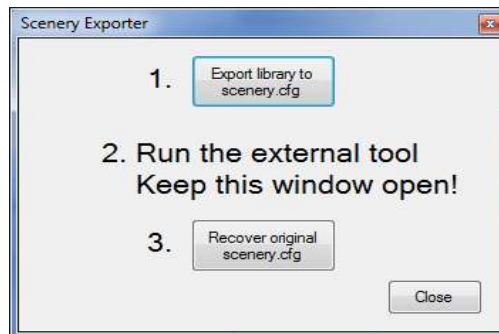 Scenery Exporter
1.
Export library to
scenery.cfg
2. Run the external tool
Keep this window open!
3.
Recover original
scenery.cfg
Close